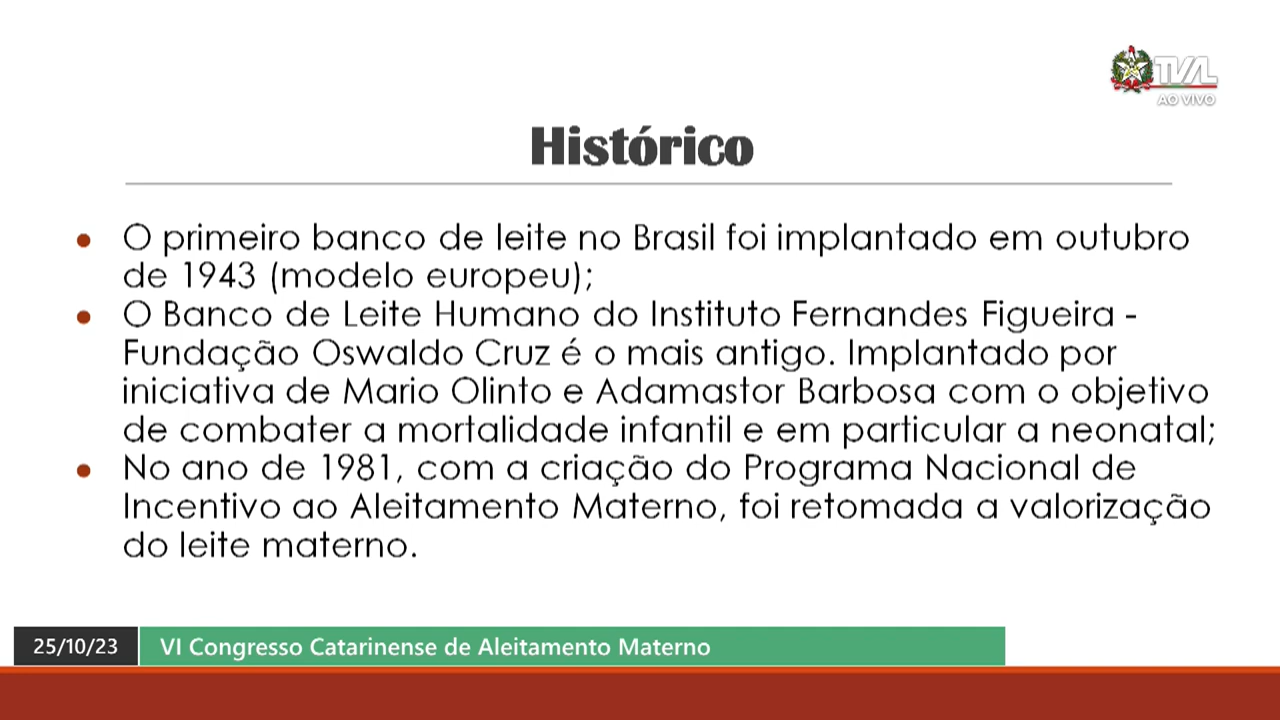 TVAL
AO VIVO
Histórico
• O primeiro banco de leite no Brasil foi implantado em outubro
de 1943 (modelo europeu);
• O Banco de Leite Humano do Instituto Fernandes Figueira -
Fundação Oswaldo Cruz é o mais antigo. Implantado por
iniciativa de Mario Olinto e Adamastor Barbosa com o objetivo
de combater a mortalidade infantil e em particular a neonatal;
• No ano de 1981, com a criação do Programa Nacional de
Incentivo ao Aleitamento Materno, foi retomada a valorização
do leite materno.
25/10/23 VI Congresso Catarinense de Aleitamento Materno